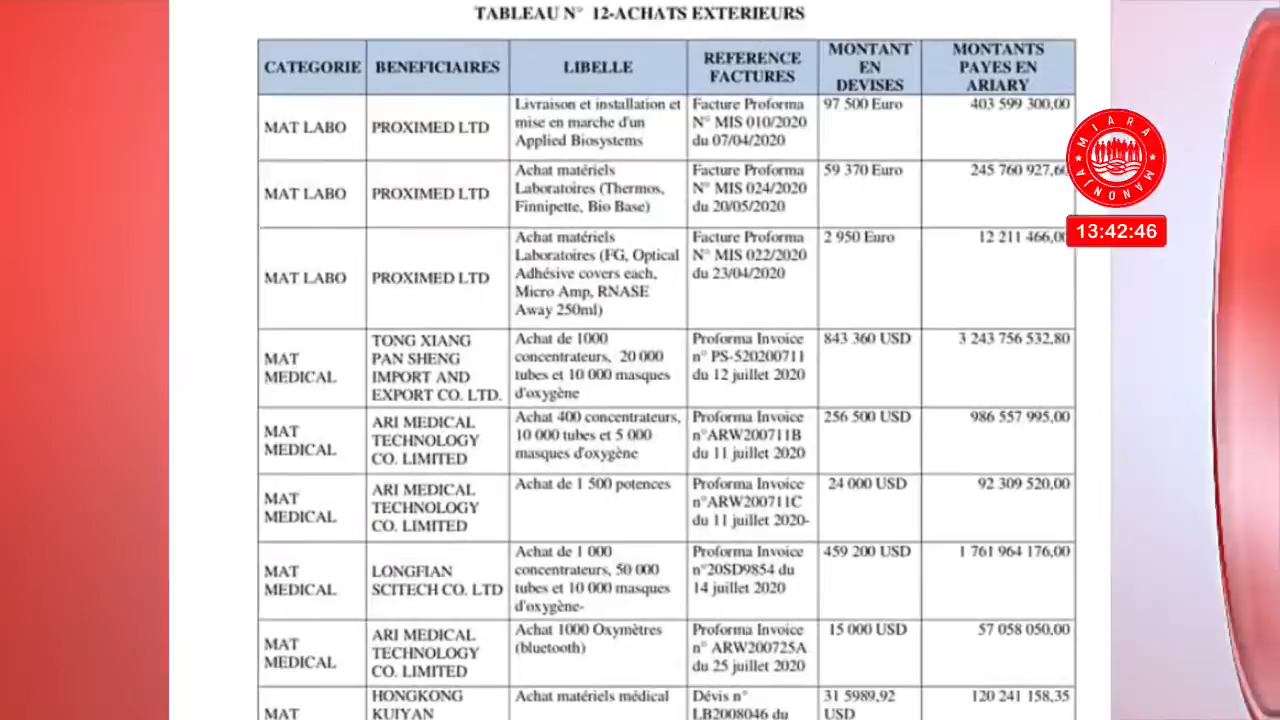 TABLEAU N° 12-ACHATS EXTERIEURS
CATEGORIE BENEFICIAIRES LIBELLE REFERENCE FACTURES MONTANT EN DEVISES MONTANTS PAYES EN ARIARY
MAT LABO PROXIMED LTD Livraison et installation et mise en marche d'un Applied Biosystems Facture Proforma N° MIS 010/2020 du 07/04/2020 97 500 Euro 403 599 300,00
MAT LABO PROXIMED LTD Achat matériels Laboratoires (Thermos, Finnipette, Bio Base) Facture Proforma N° MIS 024/2020 du 20/05/2020 59 370 Euro 245 760 927,60
MAT LABO PROXIMED LTD Achat matériels Laboratoires (FG, Optical Adhésive covers each, Micro Amp, RNASE Away 250ml) Facture Proforma N° MIS 022/2020 du 23/04/2020 2 950 Euro 12 211 466,00
MAT MEDICAL TONG XIANG PAN SHENG IMPORT AND EXPORT CO. LTD. Achat de 1000 concentrateurs, 20 000 tubes et 10 000 masques d'oxygène Proforma Invoice n° PS-520200711 du 12 juillet 2020 843 360 USD 3 243 756 532,80
MAT MEDICAL ARI MEDICAL TECHNOLOGY CO. LIMITED Achat 400 concentrateurs, 10 000 tubes et 5 000 masques d'oxygène Proforma Invoice n°ARW200711B du 11 juillet 2020 256 500 USD 986 557 995,00
MAT MEDICAL ARI MEDICAL TECHNOLOGY CO. LIMITED Achat de 1 500 potences Proforma Invoice n°ARW200711C du 11 juillet 2020- 24 000 USD 92 309 520,00
MAT MEDICAL LONGFIAN SCITECH CO. LTD Achat de 1 000 concentrateurs, 50 000 tubes et 10 000 masques d'oxygène- Proforma Invoice n°20SD9854 du 14 juillet 2020 459 200 USD 1 761 964 176,00
MAT MEDICAL ARI MEDICAL TECHNOLOGY CO. LIMITED Achat 1000 Oxymètres (bluetooth) Proforma Invoice n° ARW200725A du 25 juillet 2020 15 000 USD 57 058 050,00
MAT HONGKONG KUIYAN Achat matériels médical Dévis n° LB2008046 du 31 5989,92 USD 120 241 158,35
MIARA MANONJA
13:42:46